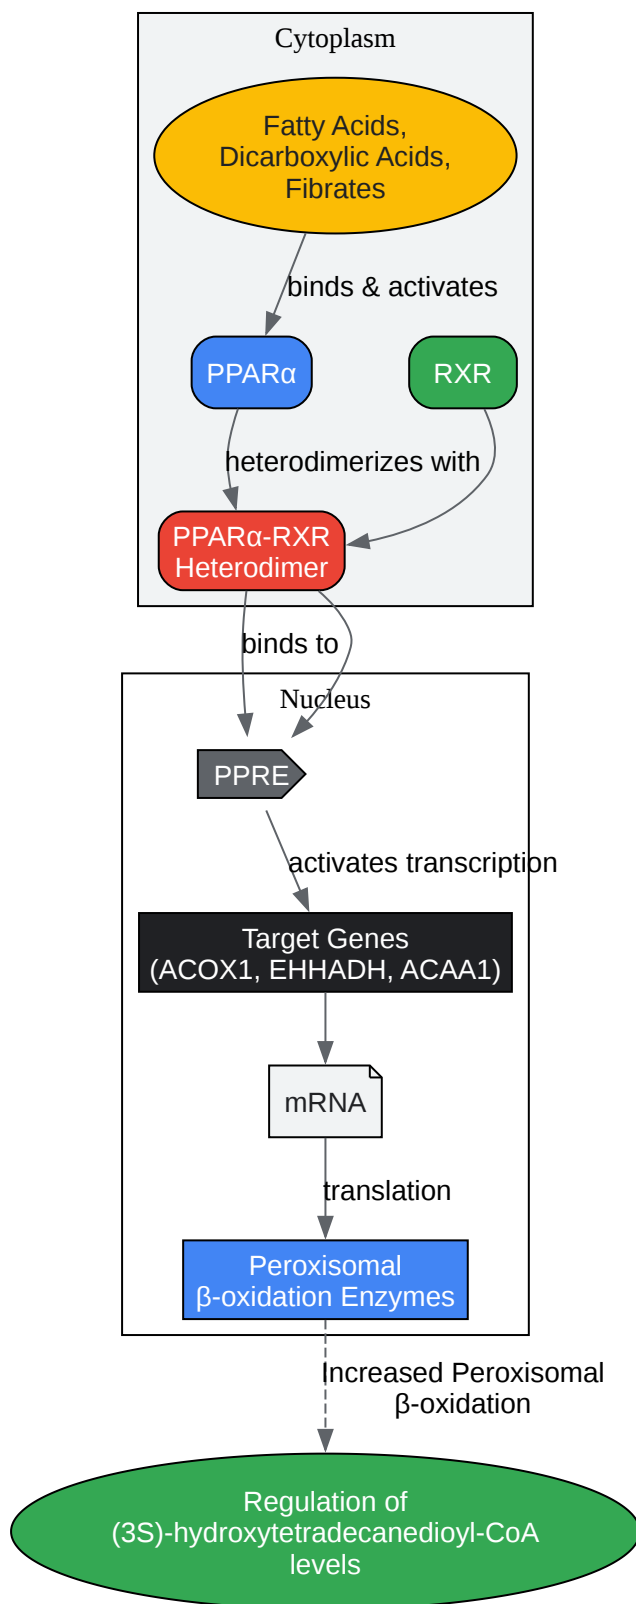 Cytoplasm
Fatty Acids,
Dicarboxylic Acids,
Fibrates
binds & activates
PPARα
RXR
heterodimerizes with
PPARα-RXR
Heterodimer
binds to
Nucleus
PPRE
activates transcription
Target Genes
(ACOX1, EHHADH, ACAA1)
mRNA
translation
Peroxisomal
β-oxidation Enzymes
Increased Peroxisomal
β-oxidation
Regulation of
(3S)-hydroxytetradecanedioyl-CoA
levels